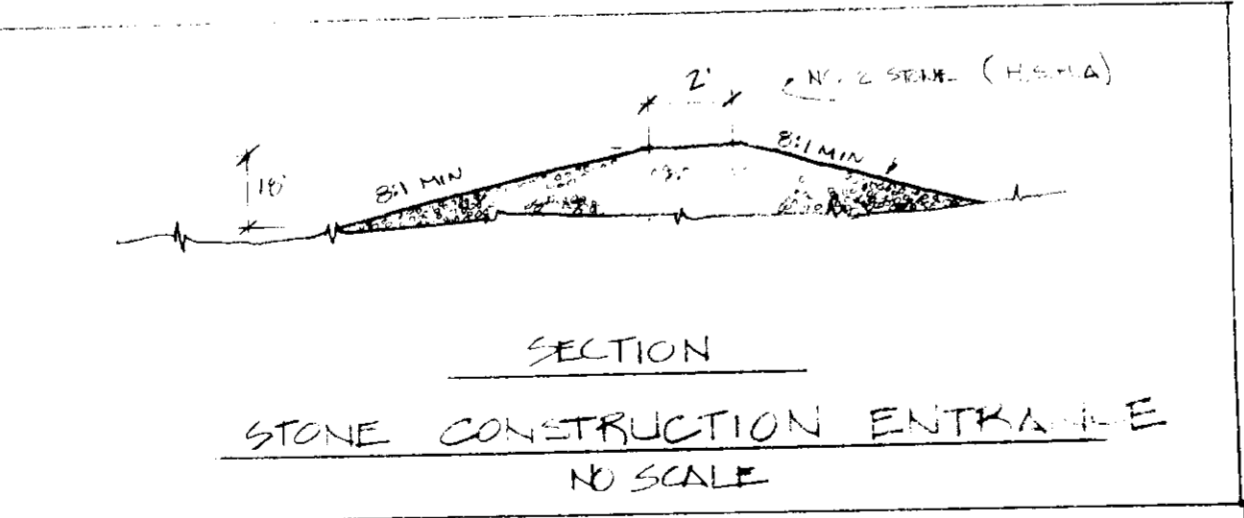 2'
NO. 2 STONE
18'
8:1 MIN
8:1 MIN
SECTION
STONE CONSTRUCTION ENTRANCE
NO SCALE